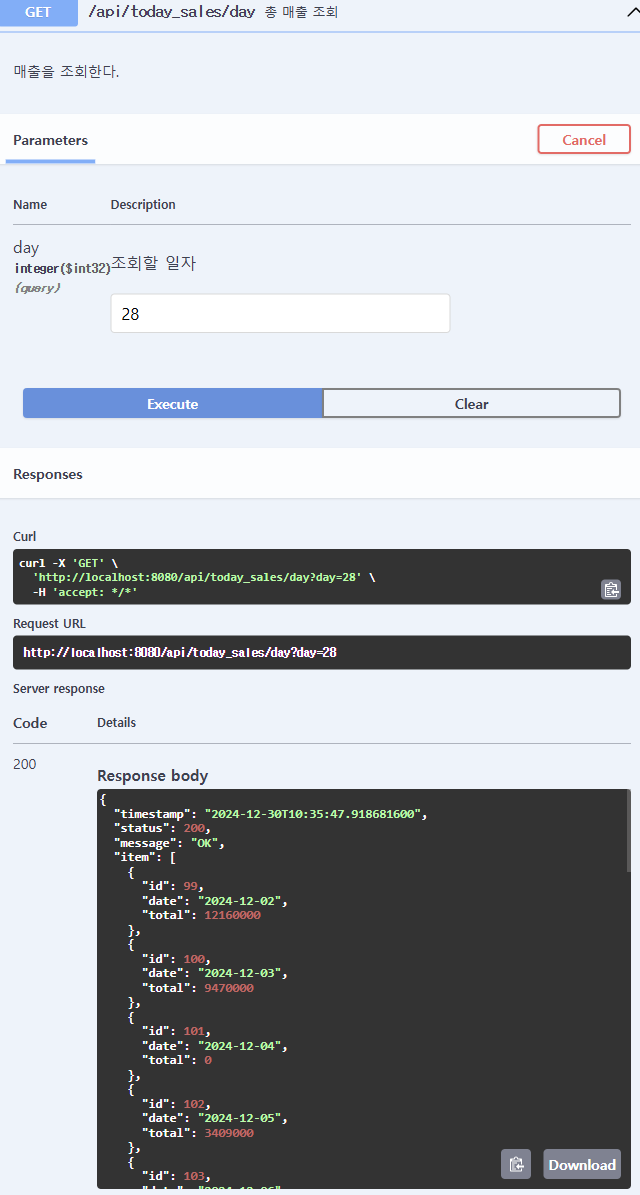 GET /api/today_sales/day 총 매출 조회
매출을 조회한다.
Parameters
Cancel
Name Description
day
integer($int32)
(query)
조회할 일자
28
Execute Clear
Responses
Curl
curl -X 'GET' \
'http://localhost:8080/api/today_sales/day?day=28' \
-H 'accept: */*'
Request URL
http://localhost:8080/api/today_sales/day?day=28
Server response
Code Details
200
Response body
{
"timestamp": "2024-12-30T10:35:47.918681600",
"status": 200,
"message": "OK",
"item": [
{
"id": 99,
"date": "2024-12-02",
"total": 12160000
},
{
"id": 100,
"date": "2024-12-03",
"total": 9470000
},
{
"id": 101,
"date": "2024-12-04",
"total": 0
},
{
"id": 102,
"date": "2024-12-05",
"total": 3409000
},
{
"id": 103,
"date": "2024-12-06"
Download